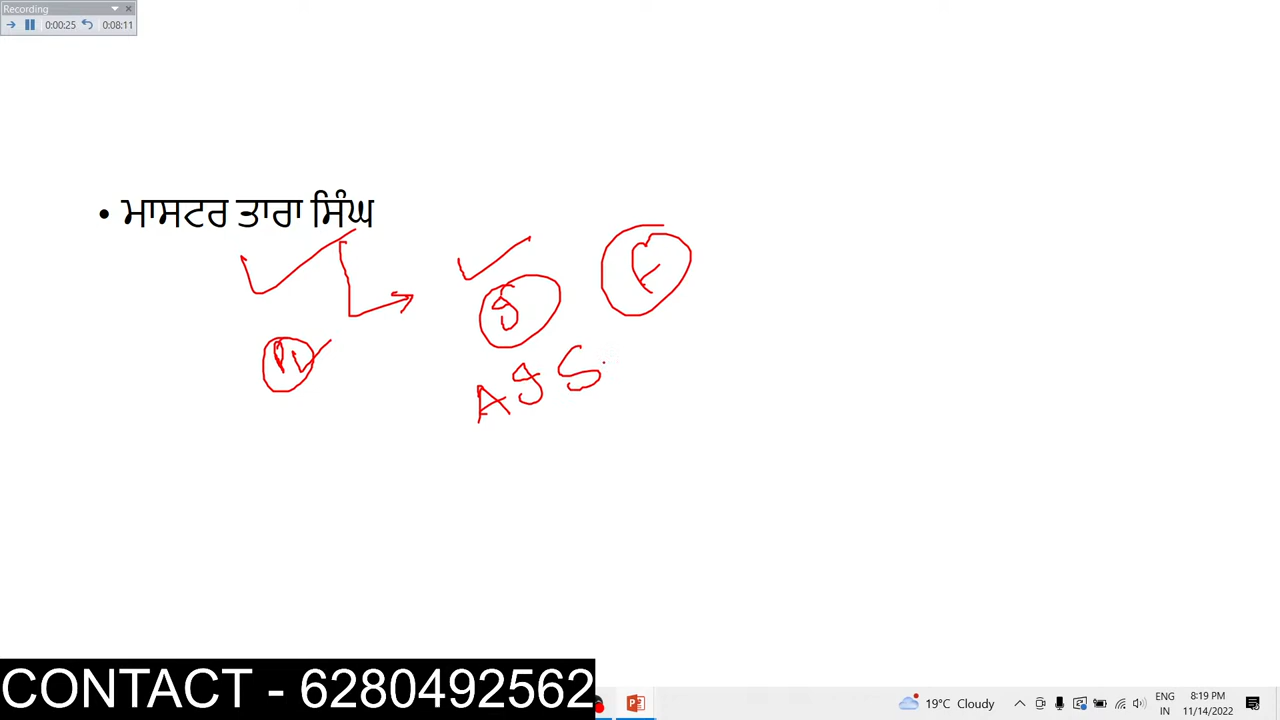 Recording
0:00:25 0:08:11
• ਮਾਸਟਰ ਤਾਰਾ ਸਿੰਘ
CONTACT - 6280492562
19°C Cloudy
ENG
IN
8:19 PM
11/14/2022